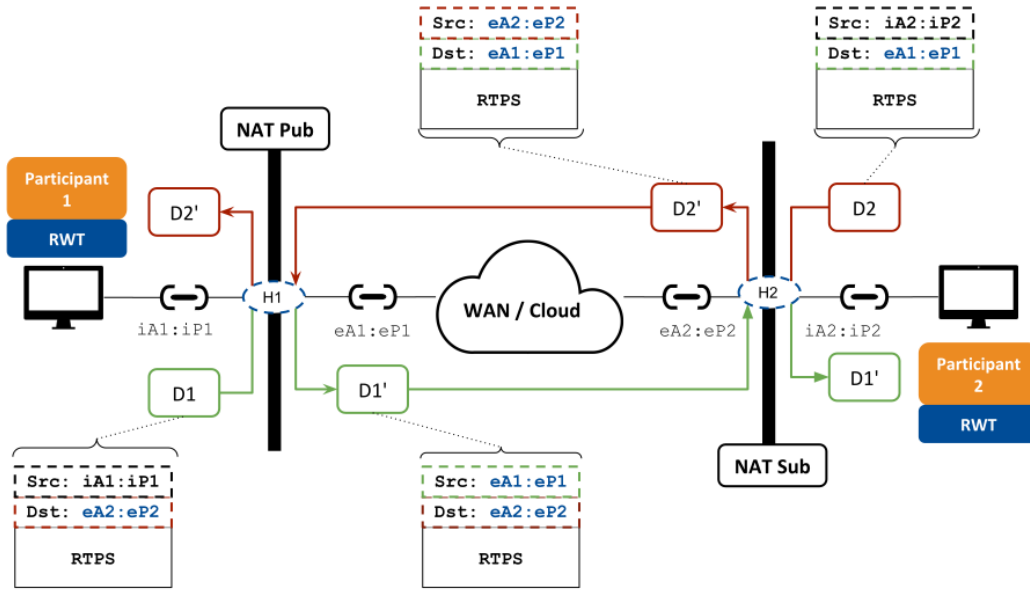 Src: eA2:eP2
Dst: eA1:eP1
RTPS
Src: iA2:iP2
Dst: eA1:eP1
RTPS
NAT Pub
Participant
1
RWT
D2'
D2'
D2
H1
WAN / Cloud
H2
iA1:iP1
eA1:eP1
eA2:eP2
iA2:iP2
D1
D1'
D1'
Participant
2
RWT
NAT Sub
Src: iA1:iP1
Dst: eA2:eP2
RTPS
Src: eA1:eP1
Dst: eA2:eP2
RTPS